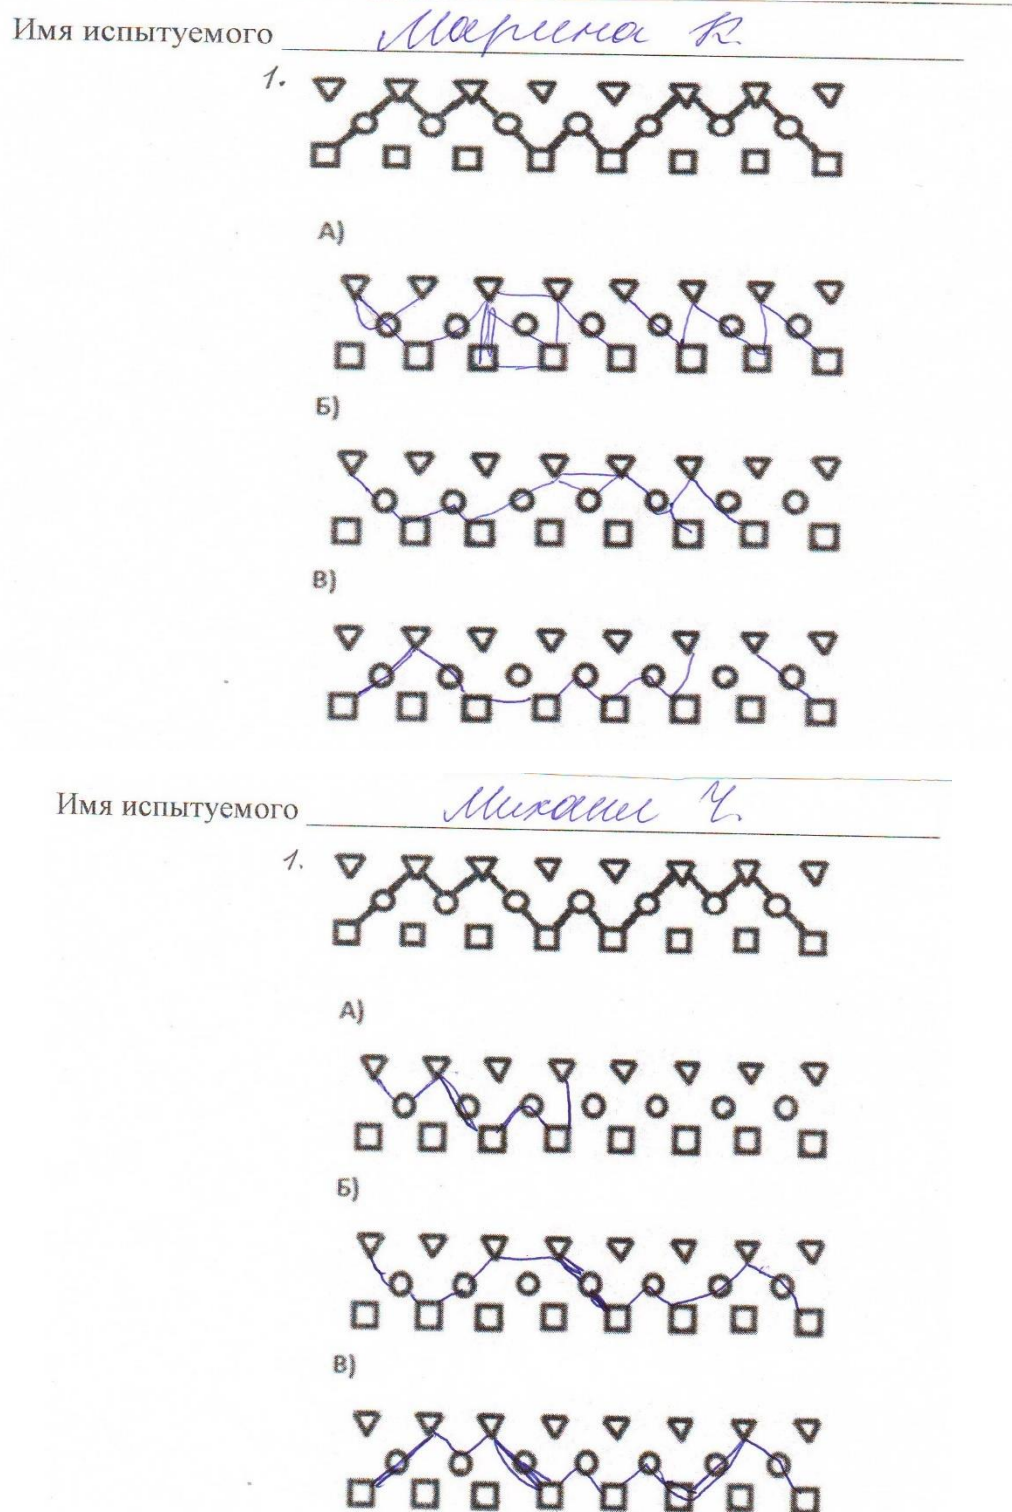 Имя испытуемого Марина К.
1.
А)
Б)
В)
Имя испытуемого Михаил Ч.
1.
А)
Б)
В)